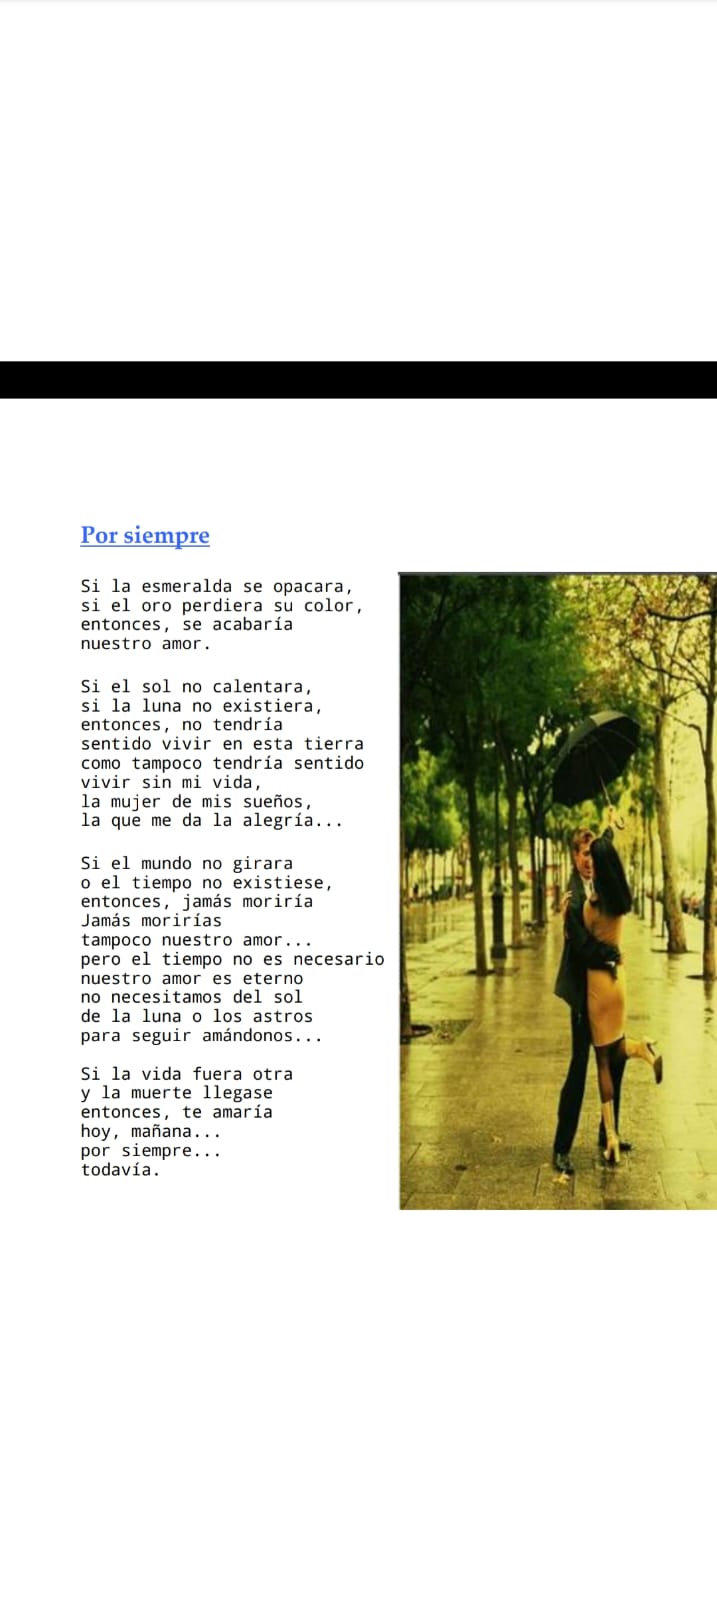 Por siempre
Si la esmeralda se opacara,
si el oro perdiera su color,
entonces, se acabaría
nuestro amor.
Si el sol no calentara,
si la luna no existiera,
entonces, no tendría
sentido vivir en esta tierra
como tampoco tendría sentido
vivir sin mi vida,
la mujer de mis sueños,
la que me da la alegría...
Si el mundo no girara
o el tiempo no existiese,
entonces, jamás moriría
Jamás morirías
tampoco nuestro amor...
pero el tiempo no es necesario
nuestro amor es eterno
no necesitamos del sol
de la luna o los astros
para seguir amándonos...
Si la vida fuera otra
y la muerte llegase
entonces, te amaría
hoy, mañana...
por siempre...
todavía.